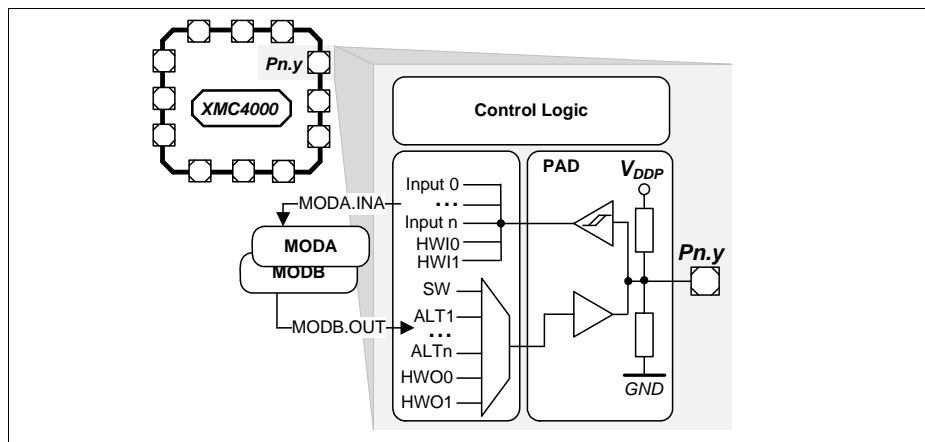 Pn.y
XMC4000
Control Logic
PAD
VDDP
Input 0
...
Input n
HWI0
HWI1
MODA.INA
MODA
MODB
MODB.OUT
SW
ALT1
...
ALTn
HWO0
HWO1
Pn.y
GND